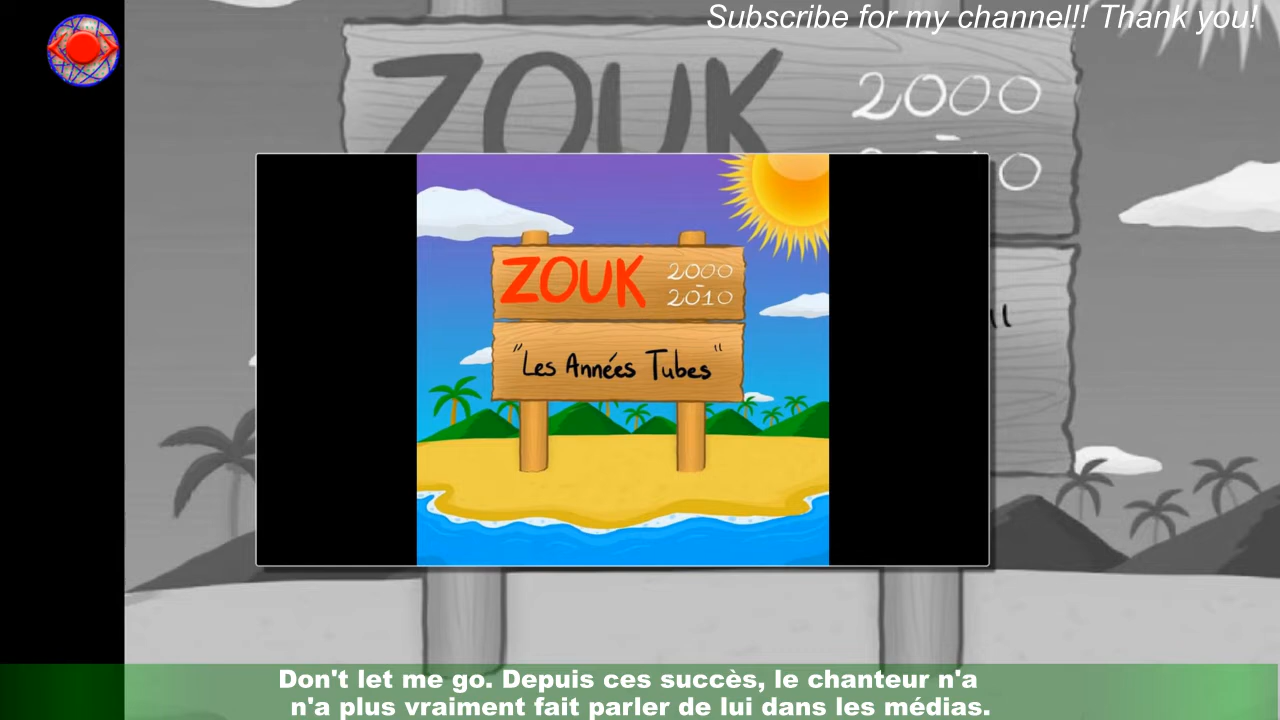 Subscribe for my channel!! Thank you!
ZOUK 2000
-
2010
ZOUK 2000
-
2010
"Les Années Tubes"
Don't let me go. Depuis ces succès, le chanteur n'a
n'a plus vraiment fait parler de lui dans les médias.